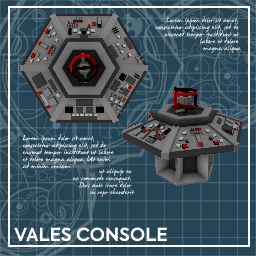 Lorem ipsum dolor sit amet,
consectetur adipiscing elit, sed do
eiusmod tempor incididunt ut
labore et dolore
magna aliqua
Lorem ipsum dolor sit amet,
consectetur adipiscing elit, sed do
eiusmod tempor incididunt ut labore
et dolore magna aliqua. Ut enim
ad minim veniam
ut aliquip ex
ea commodo consequat.
Duis aute irure dolor
in reprehenderit
VALES CONSOLE